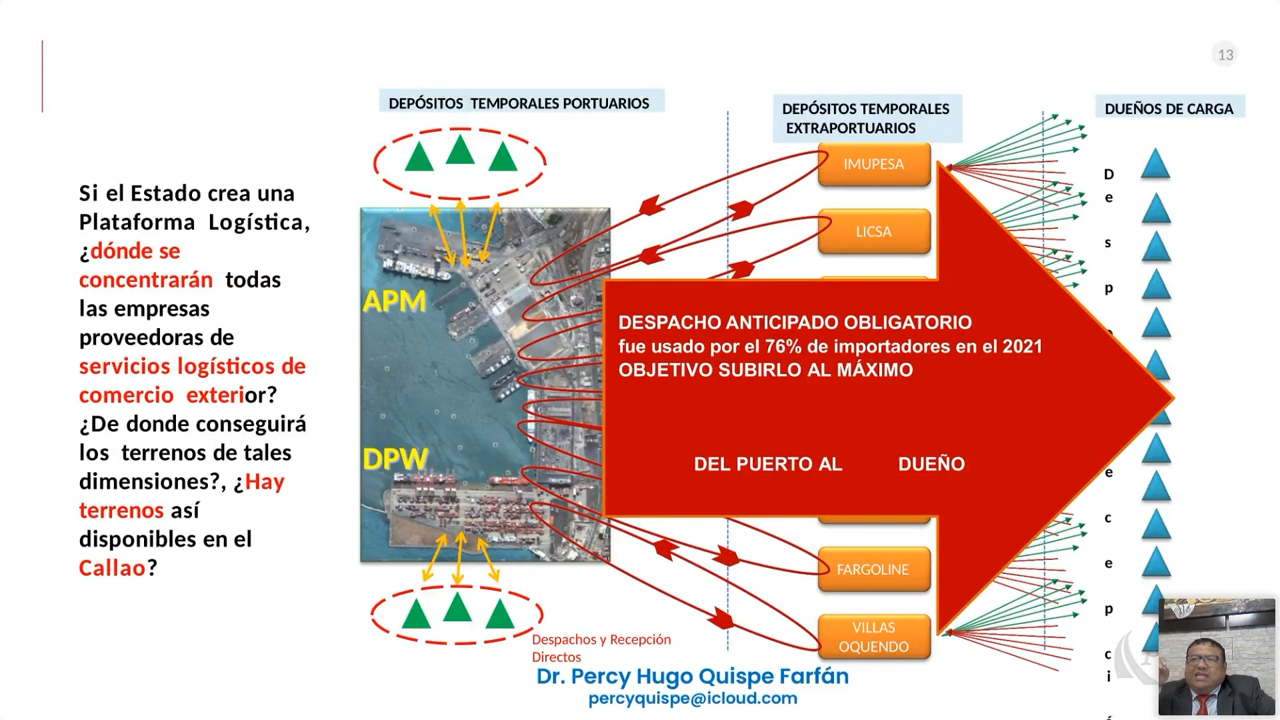 13
DEPÓSITOS TEMPORALES PORTUARIOS
DEPÓSITOS TEMPORALES
EXTRAPORTUARIOS
DUEÑOS DE CARGA
Si el Estado crea una
Plataforma Logística,
¿dónde se
concentrarán todas
las empresas
proveedoras de
servicios logísticos de
comercio exterior?
¿De donde conseguirá
los terrenos de tales
dimensiones?, ¿Hay
terrenos así
disponibles en el
Callao?
APM
DPW
IMUPESA
LICSA
DESPACHO ANTICIPADO OBLIGATORIO
fue usado por el 76% de importadores en el 2021
OBJETIVO SUBIRLO AL MÁXIMO
DEL PUERTO AL DUEÑO
FARGOLINE
VILLAS
OQUENDO
D
e
s
p
e
c
e
p
c
i
Despachos y Recepción
Directos
Dr. Percy Hugo Quispe Farfán
percyquispe@icloud.com